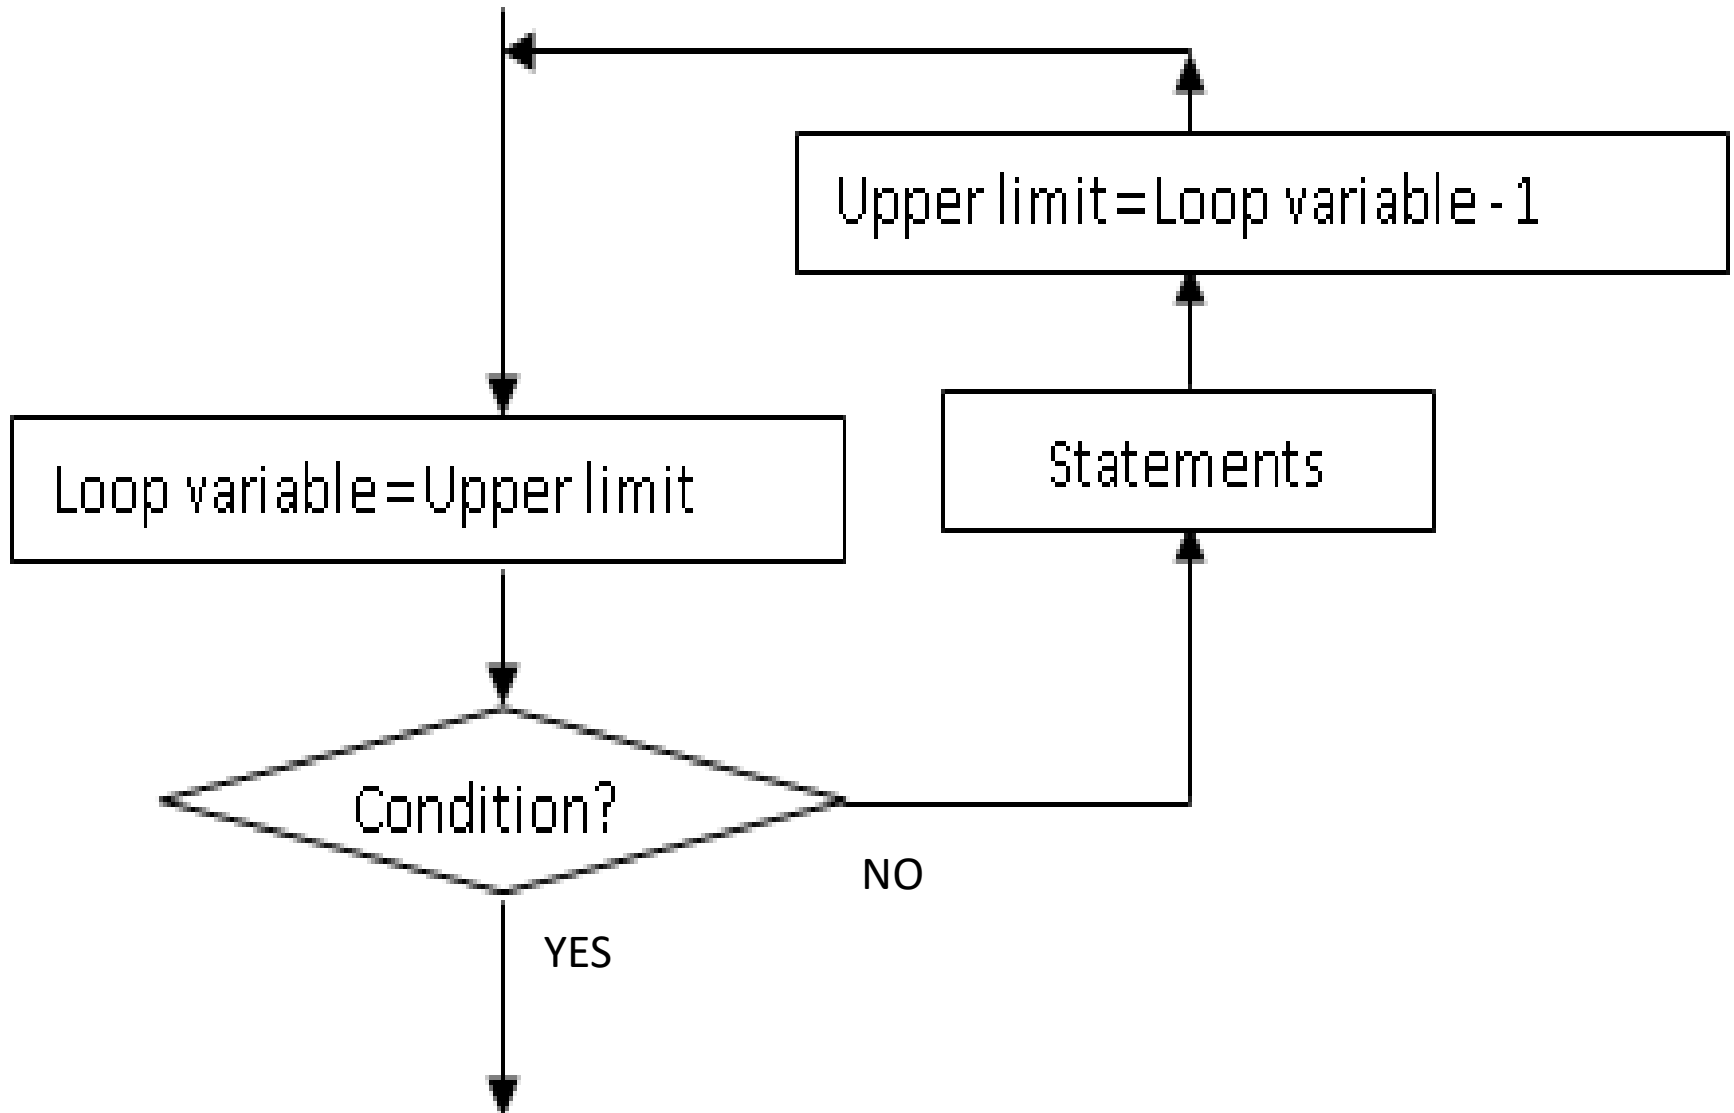 Upper limit=Loop variable - 1
Statements
Loop variable=Upper limit
Condition?
NO
YES